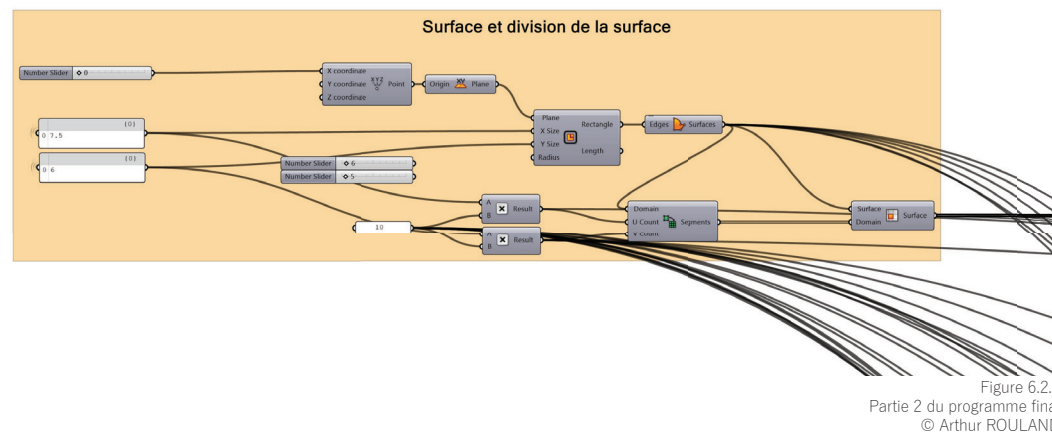 Surface et division de la surface
Number Slider ◇ 0
X coordinate
Y coordinate
Z coordinate
XYZ
Point
Origin XY Plane
{0}
0 7.5
{0}
0 6
Plane
X Size
Y Size
Radius
Rectangle
Length
Edges Surfaces
Number Slider ◇ 6
Number Slider ◇ 5
A
B
Result
10
A
B
Result
Domain
U Count
V Count
Segments
Surface
Domain
Surface
Figure 6.2.
Partie 2 du programme fina
© Arthur ROULAN